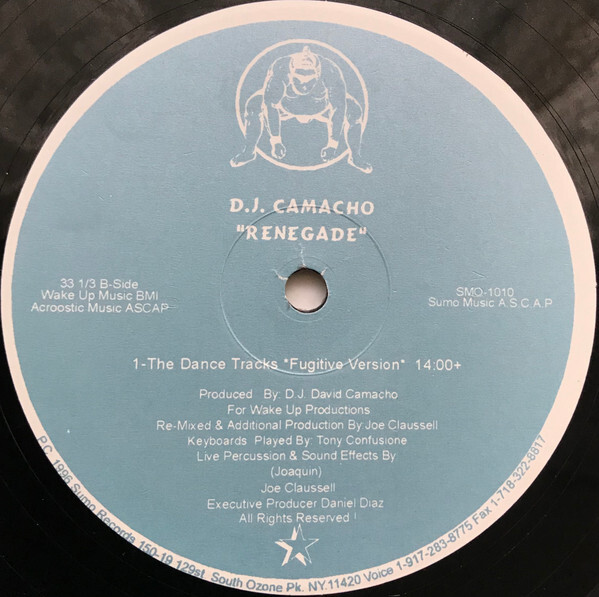 D.J. CAMACHO
"RENEGADE"
33 1/3 B-Side
Wake Up Music BMI
Acroostic Music ASCAP
SMO-1010
Sumo Music A.S.C.A.P
1-The Dance Tracks "Fugitive Version" 14:00+
Produced By: D.J. David Camacho
For Wake Up Productions
Re-Mixed & Additional Production By Joe Claussell
Keyboards Played By: Tony Confusione
Live Percussion & Sound Effects By
(Joaquin)
Joe Claussell
Executive Producer Daniel Diaz
All Rights Reserved !
P.C. 1996 Sumo Records 150-19 129st. South Ozone Pk. NY.11420 Voice 1-917-283-8775 Fax 1-718-322-8817